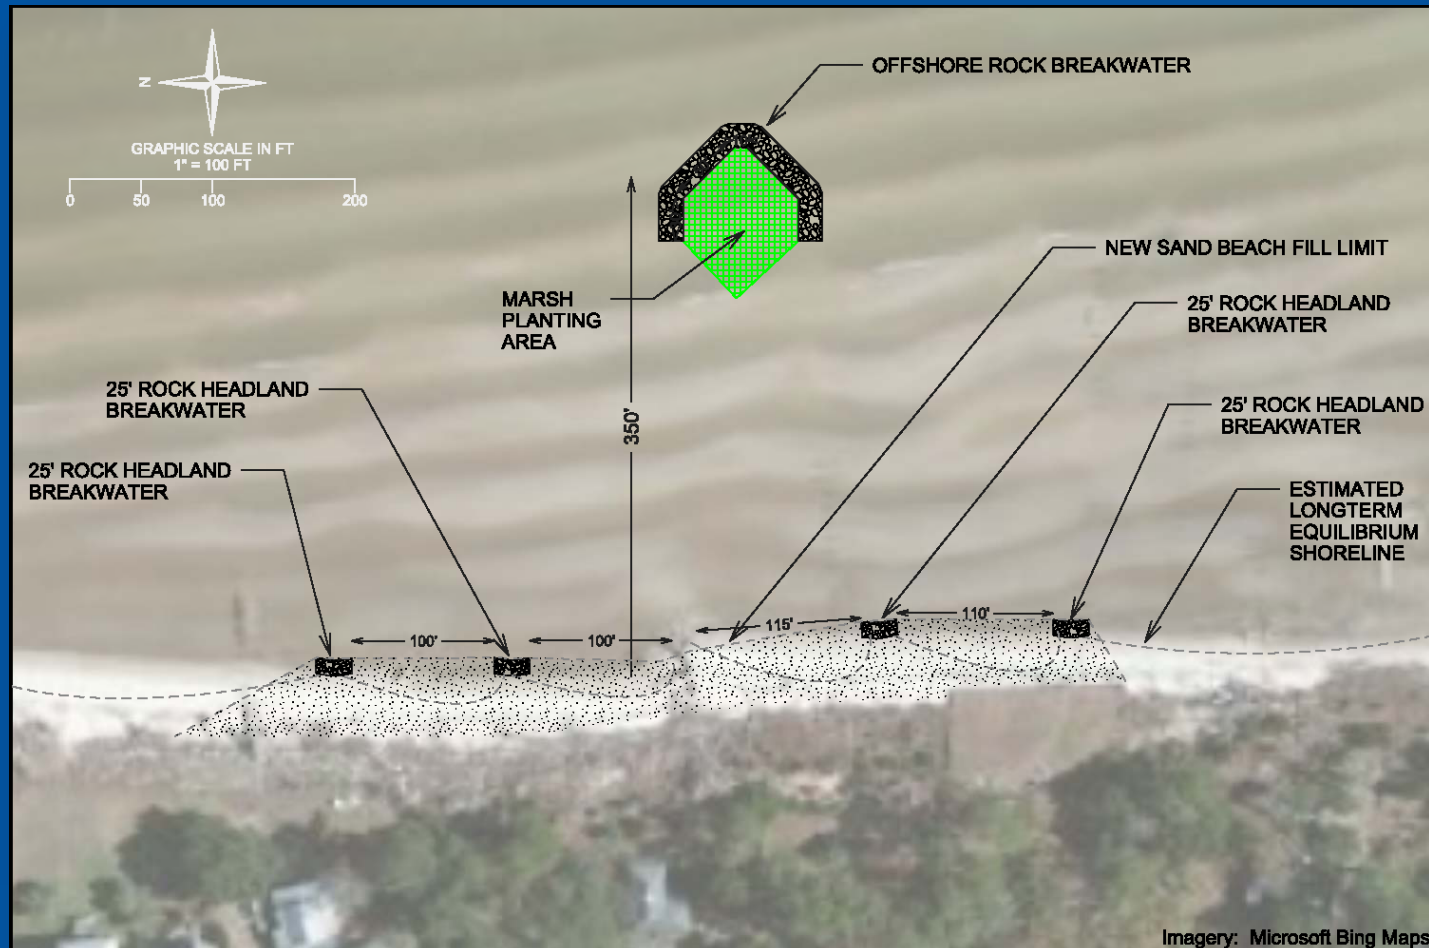 OFFSHORE ROCK BREAKWATER
N
GRAPHIC SCALE IN FT
1" = 100 FT
0 50 100 200
NEW SAND BEACH FILL LIMIT
MARSH
PLANTING
AREA
25' ROCK HEADLAND
BREAKWATER
25' ROCK HEADLAND
BREAKWATER
350'
25' ROCK HEADLAND
BREAKWATER
25' ROCK HEADLAND
BREAKWATER
ESTIMATED
LONGTERM
EQUILIBRIUM
SHORELINE
100'
100'
115'
110'
Imagery: Microsoft Bing Maps